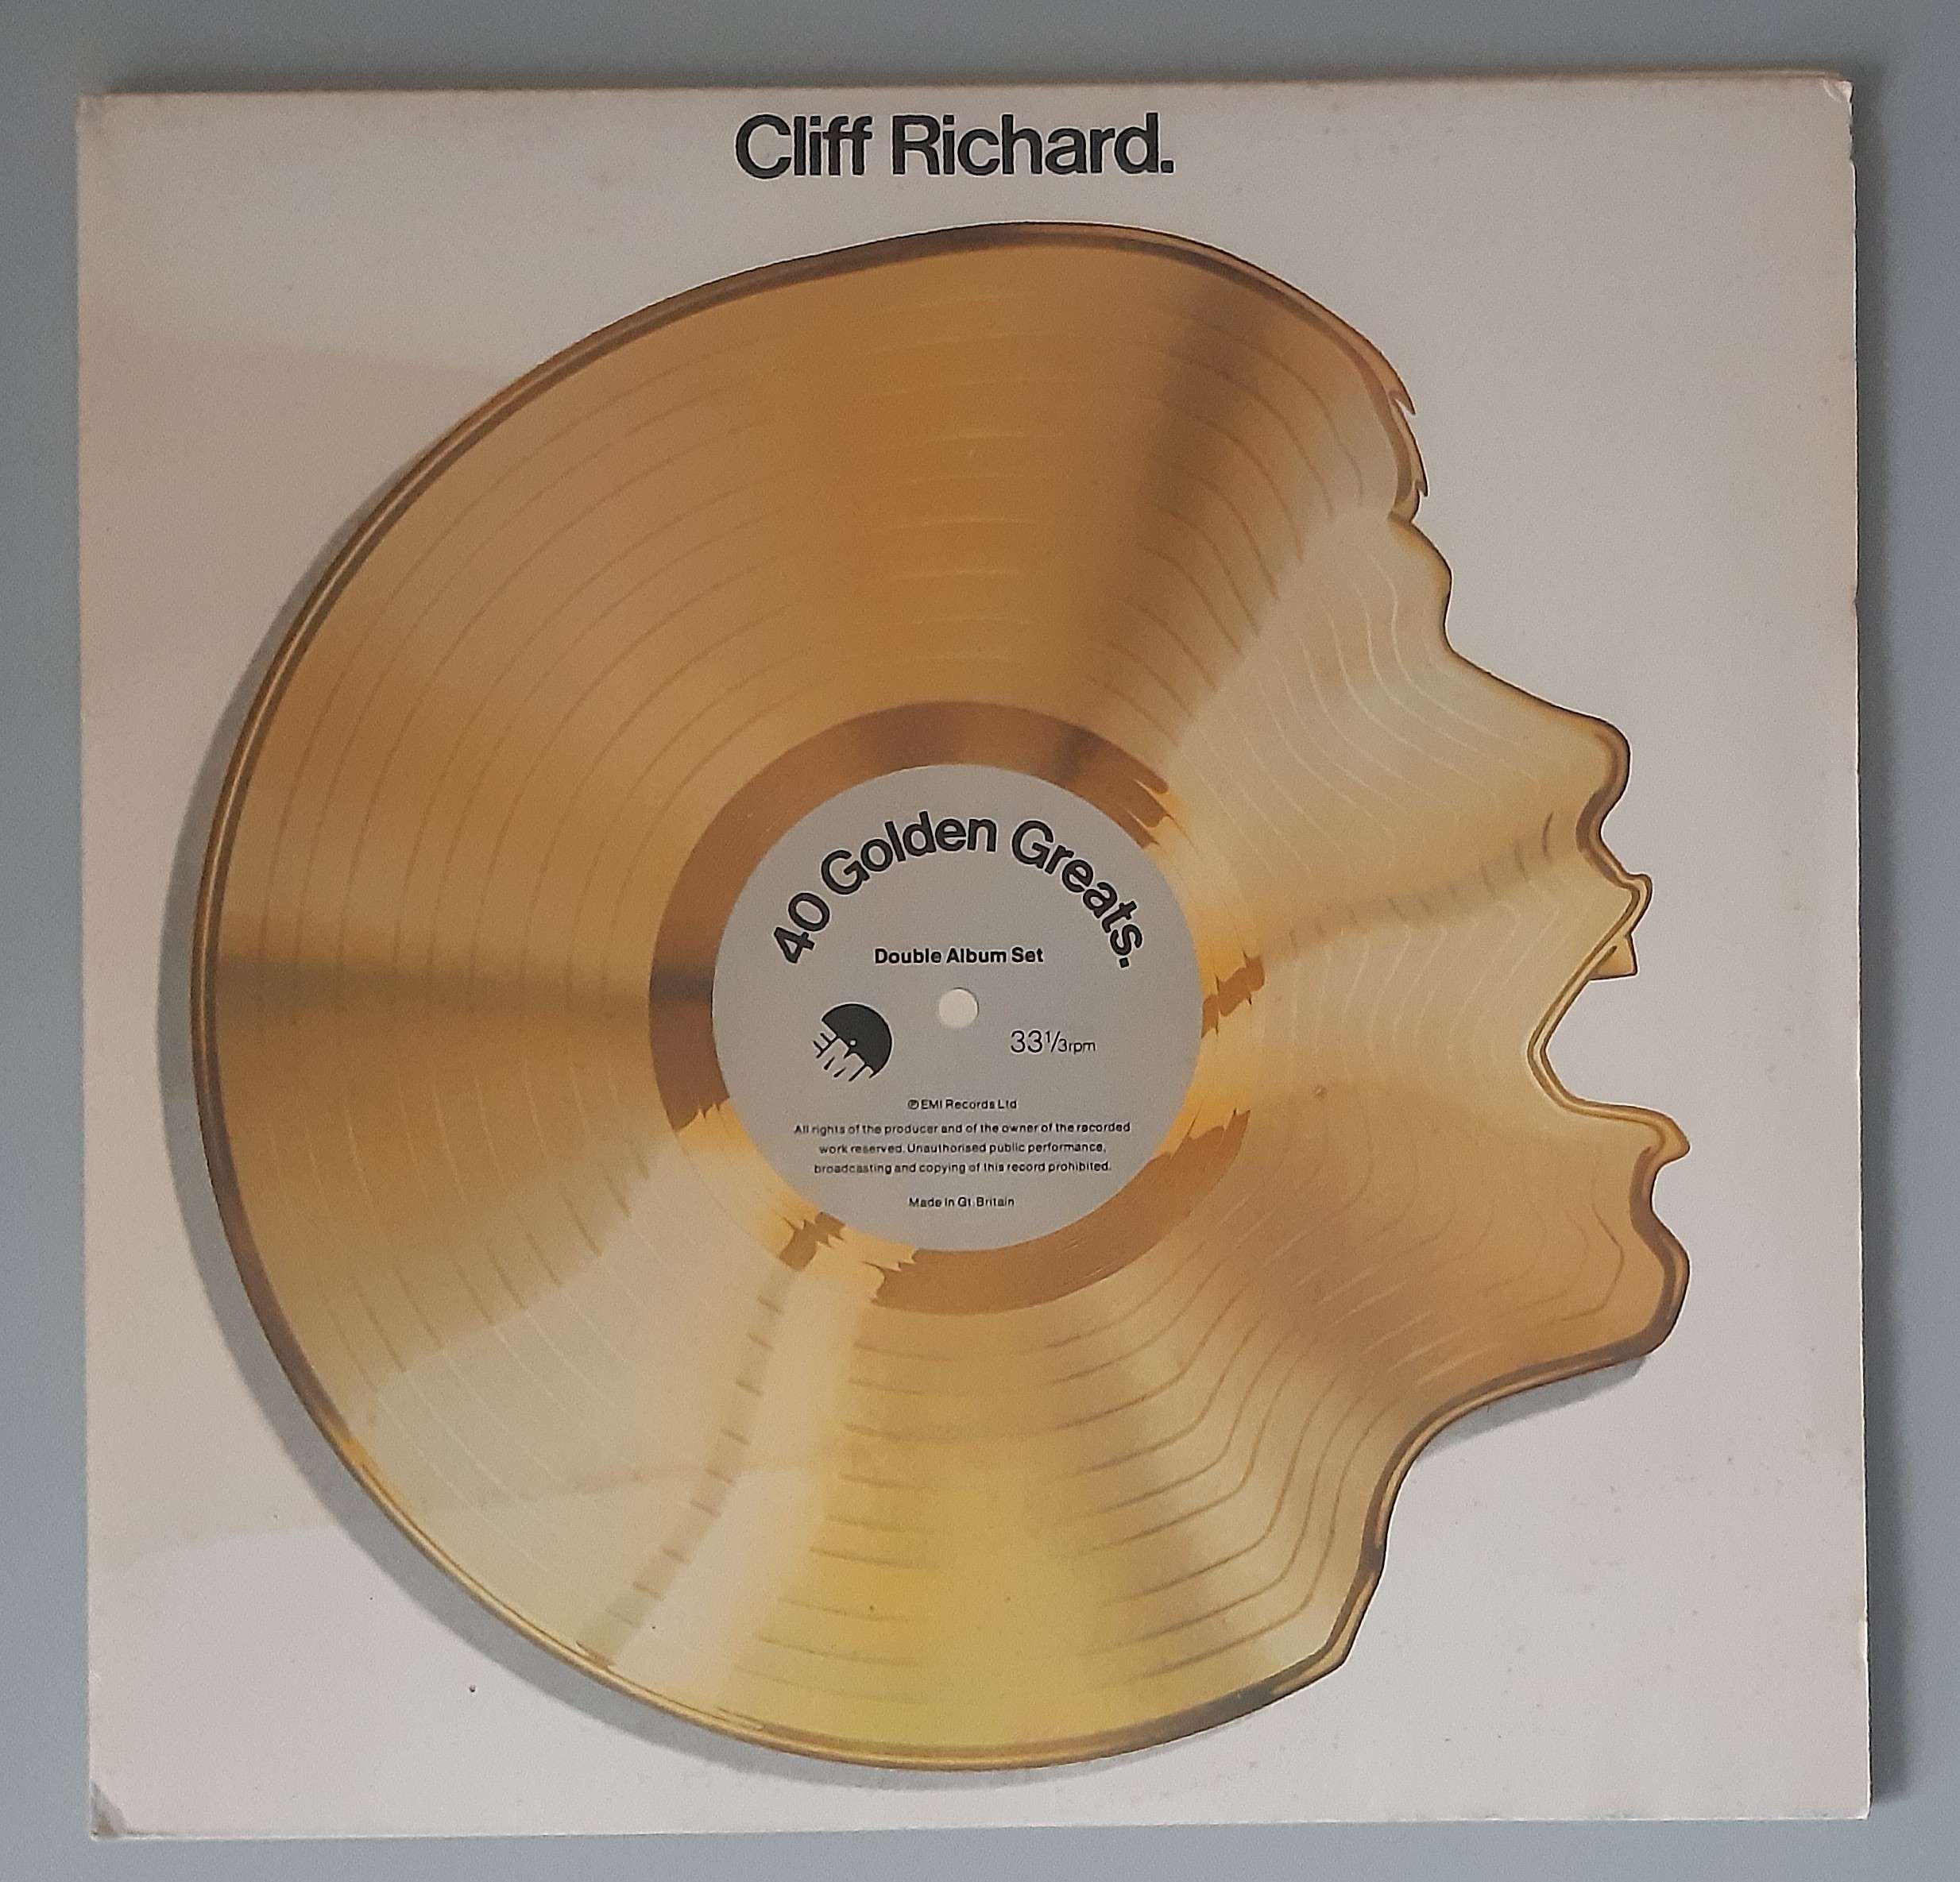 Cliff Richard.
40 Golden Greats.
Double Album Set
EMI
33⅓rpm
℗ EMI Records Ltd
All rights of the producer and of the owner of the recorded
work reserved. Unauthorised public performance,
broadcasting and copying of this record prohibited.
Made in Gt. Britain